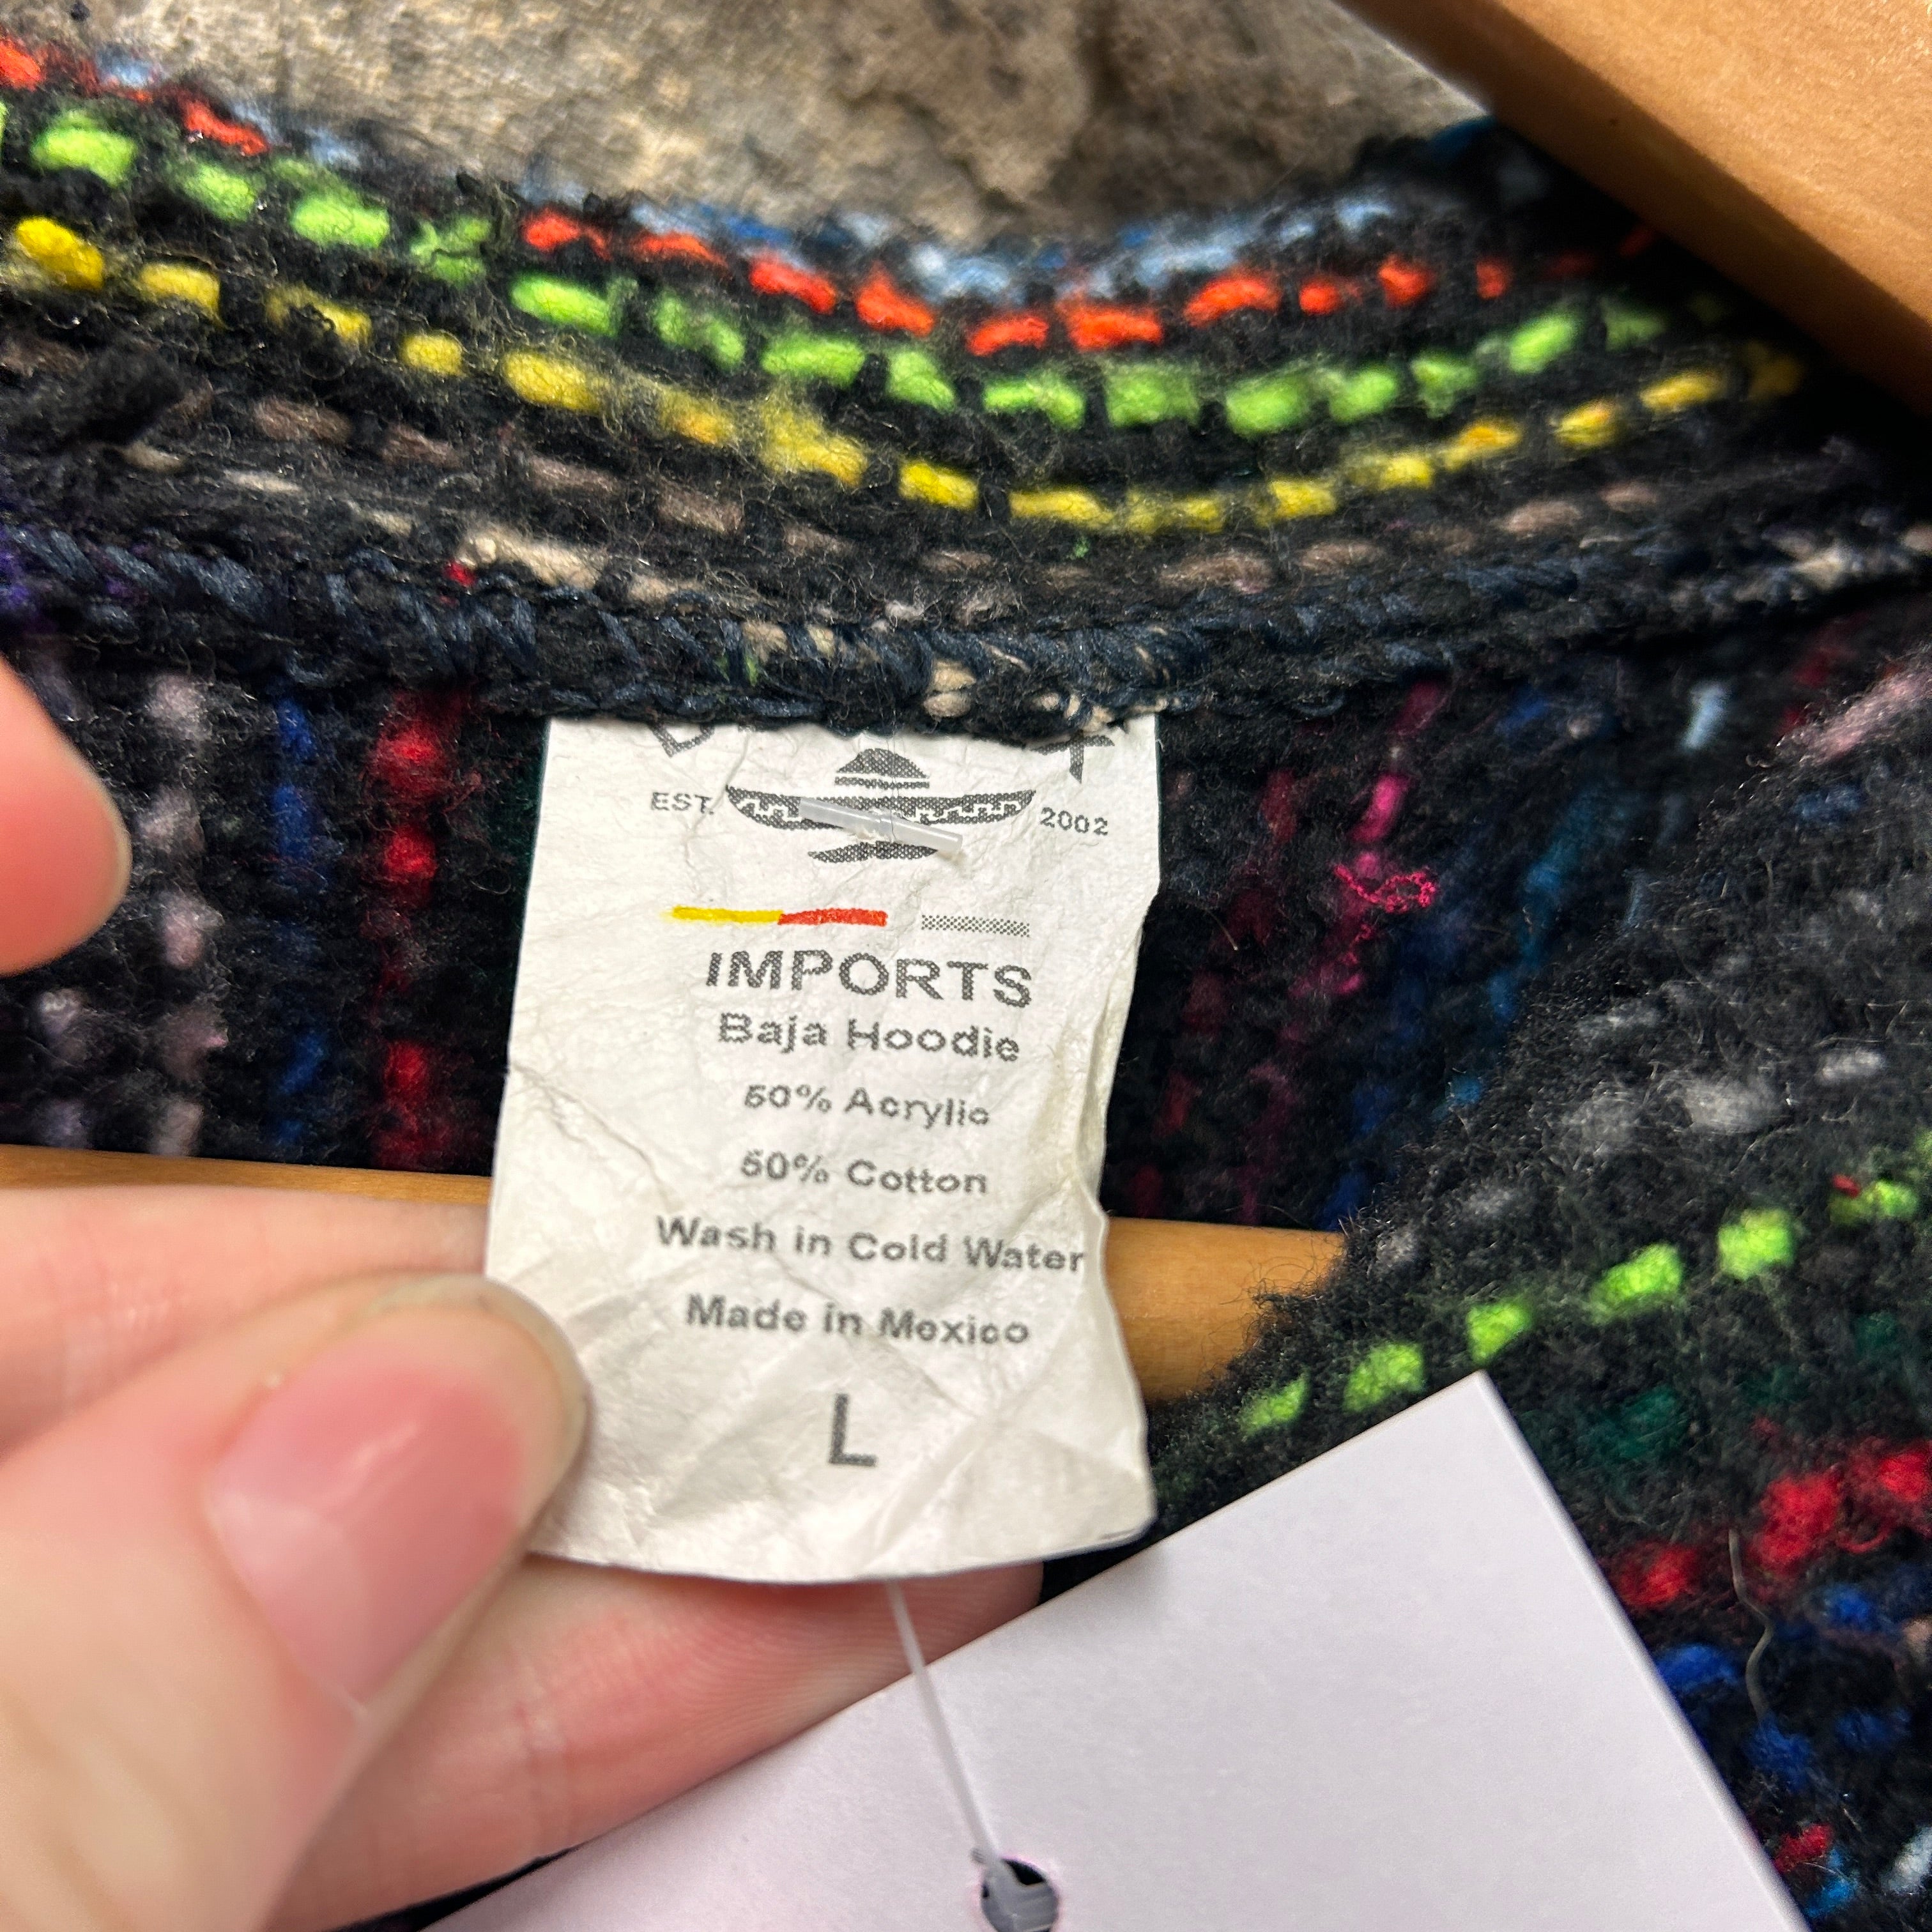 EST. 2002
IMPORTS
Baja Hoodie
50% Acrylic
50% Cotton
Wash in Cold Water
Made in Mexico
L